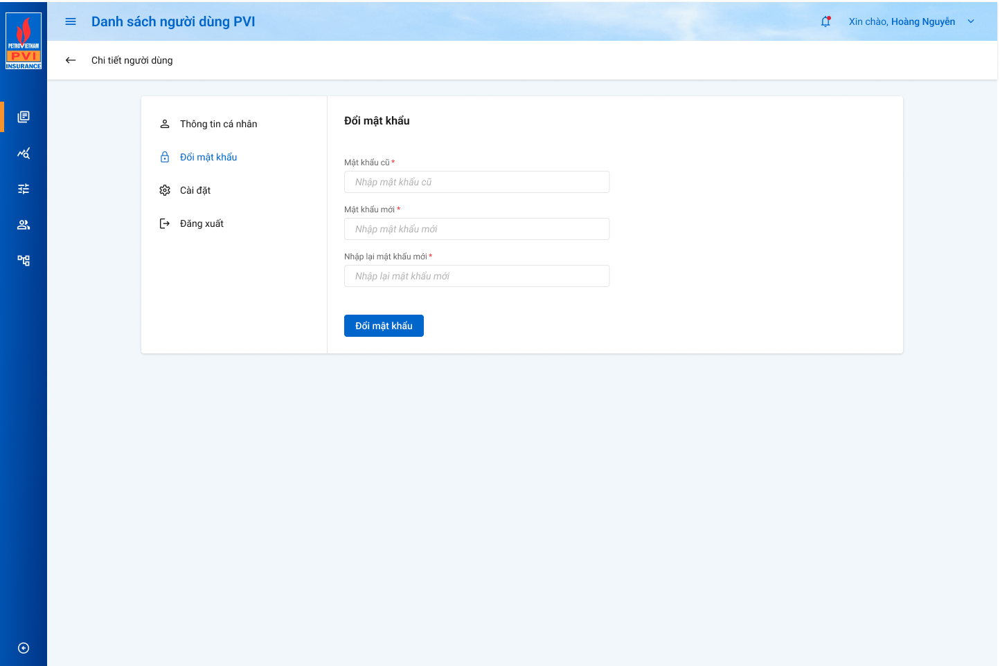 PETROVIETNAM
PVI
INSURANCE
Danh sách người dùng PVI
Xin chào, Hoàng Nguyên
Chi tiết người dùng
Thông tin cá nhân
Đổi mật khẩu
Cài đặt
Đăng xuất
Đổi mật khẩu
Mật khẩu cũ *
Nhập mật khẩu cũ
Mật khẩu mới *
Nhập mật khẩu mới
Nhập lại mật khẩu mới *
Nhập lại mật khẩu mới
Đổi mật khẩu